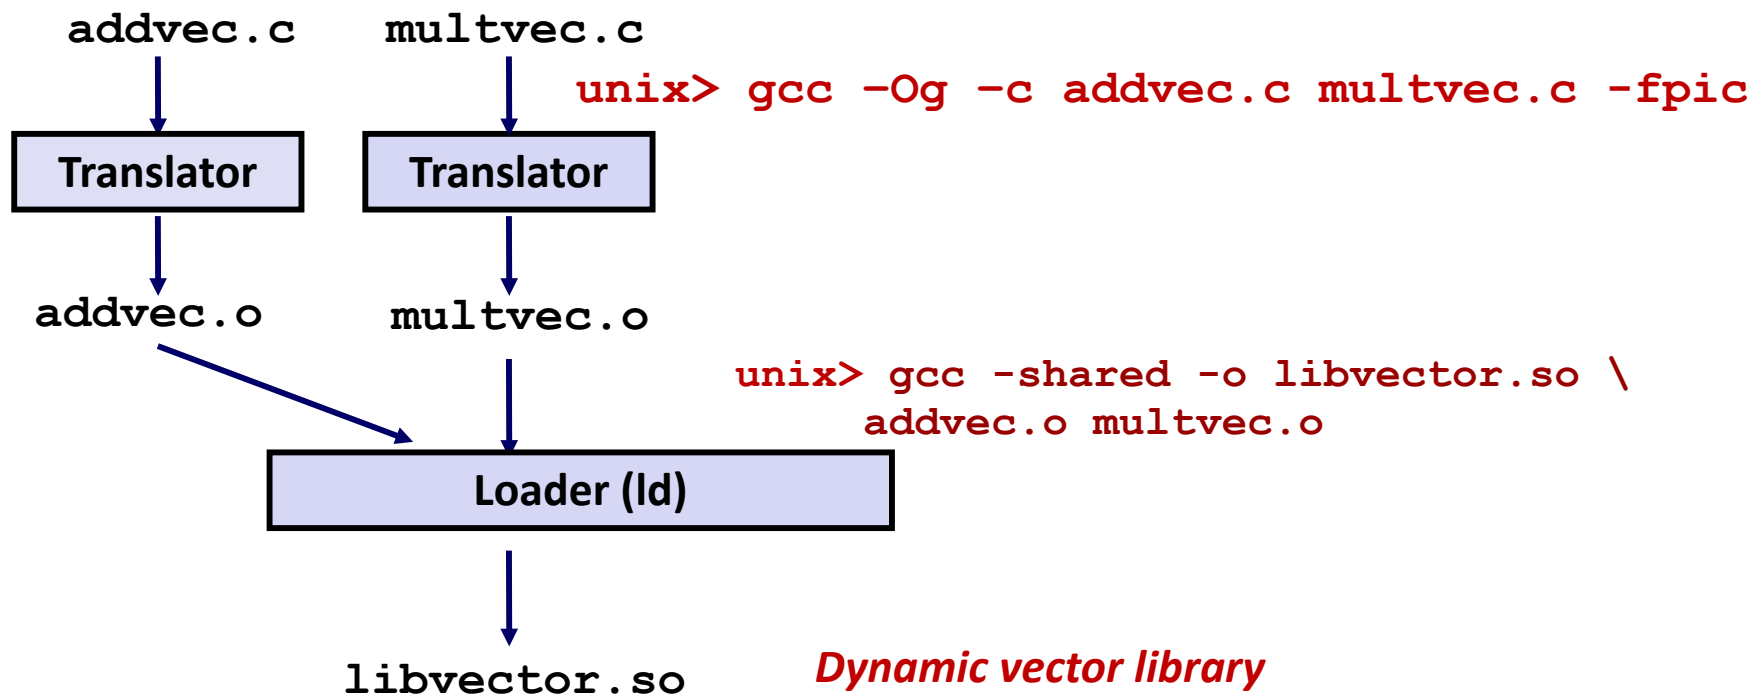 addvec.c multvec.c
unix> gcc –Og –c addvec.c multvec.c -fpic
Translator Translator
addvec.o multvec.o
unix> gcc -shared -o libvector.so \
addvec.o multvec.o
Loader (ld)
libvector.so
Dynamic vector library